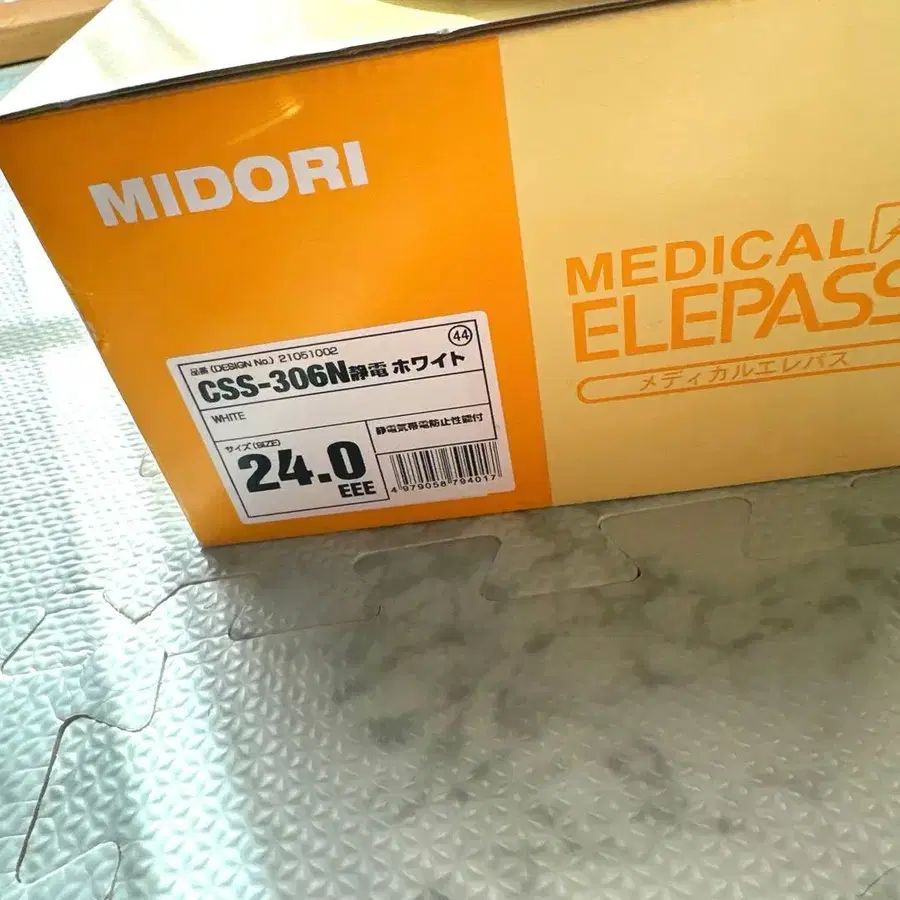 MIDORI
MEDICAL
ELEPASS
メディカルエレパス
品番(DESIGN No.) 21051002
44
CSS-306N静電 ホワイト
WHITE
サイズ(SIZE)
24.0
EEE
静電気帯電防止性能付
4 979058 794017